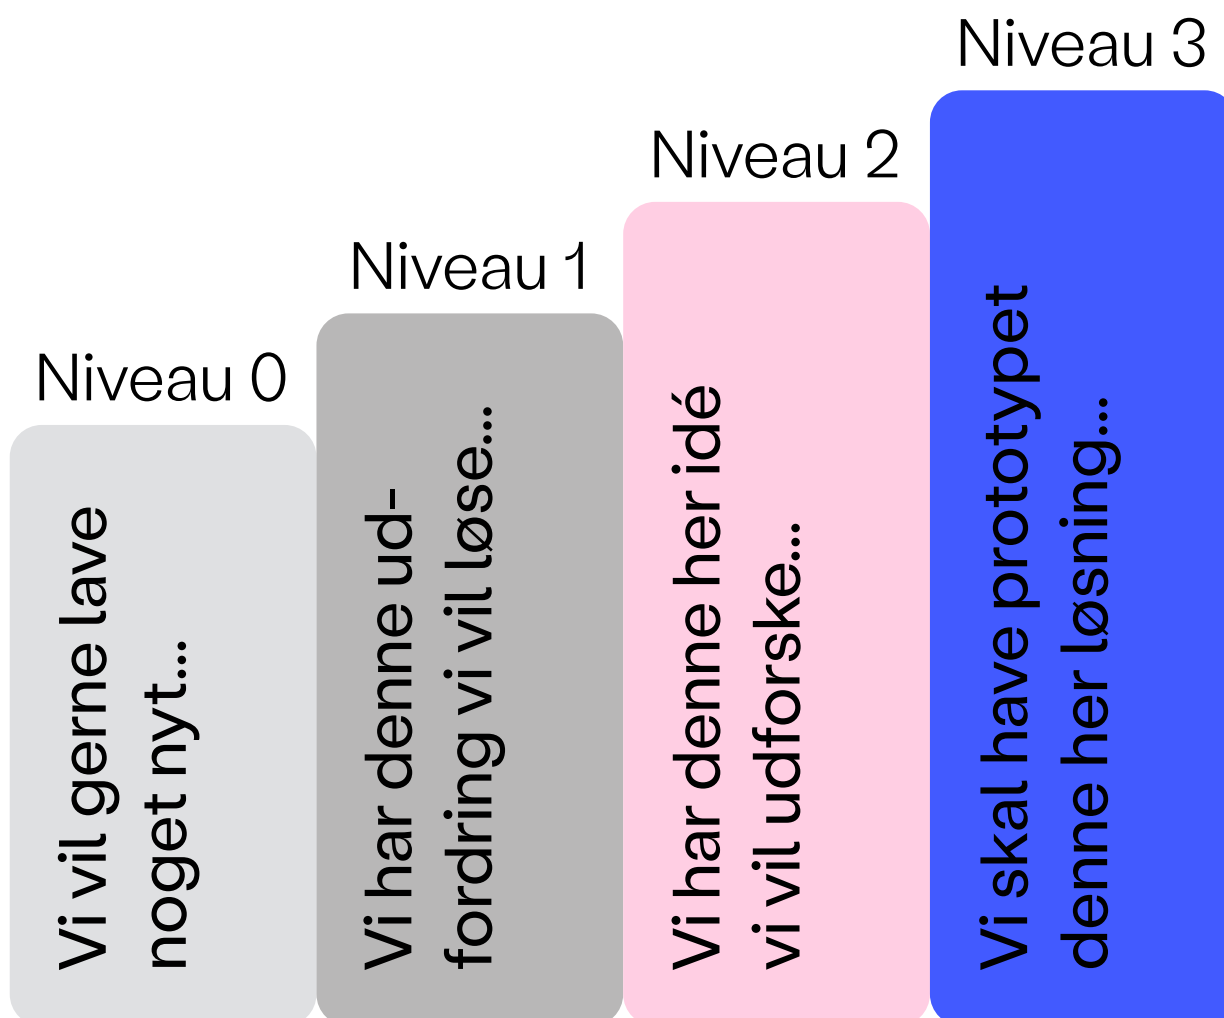 Niveau 0
Vi vil gerne lave
noget nyt...
Niveau 1
Vi har denne ud-
fordring vi vil løse...
Niveau 2
Vi har denne her idé
vi vil udforske...
Niveau 3
Vi skal have prototypet
denne her løsning...